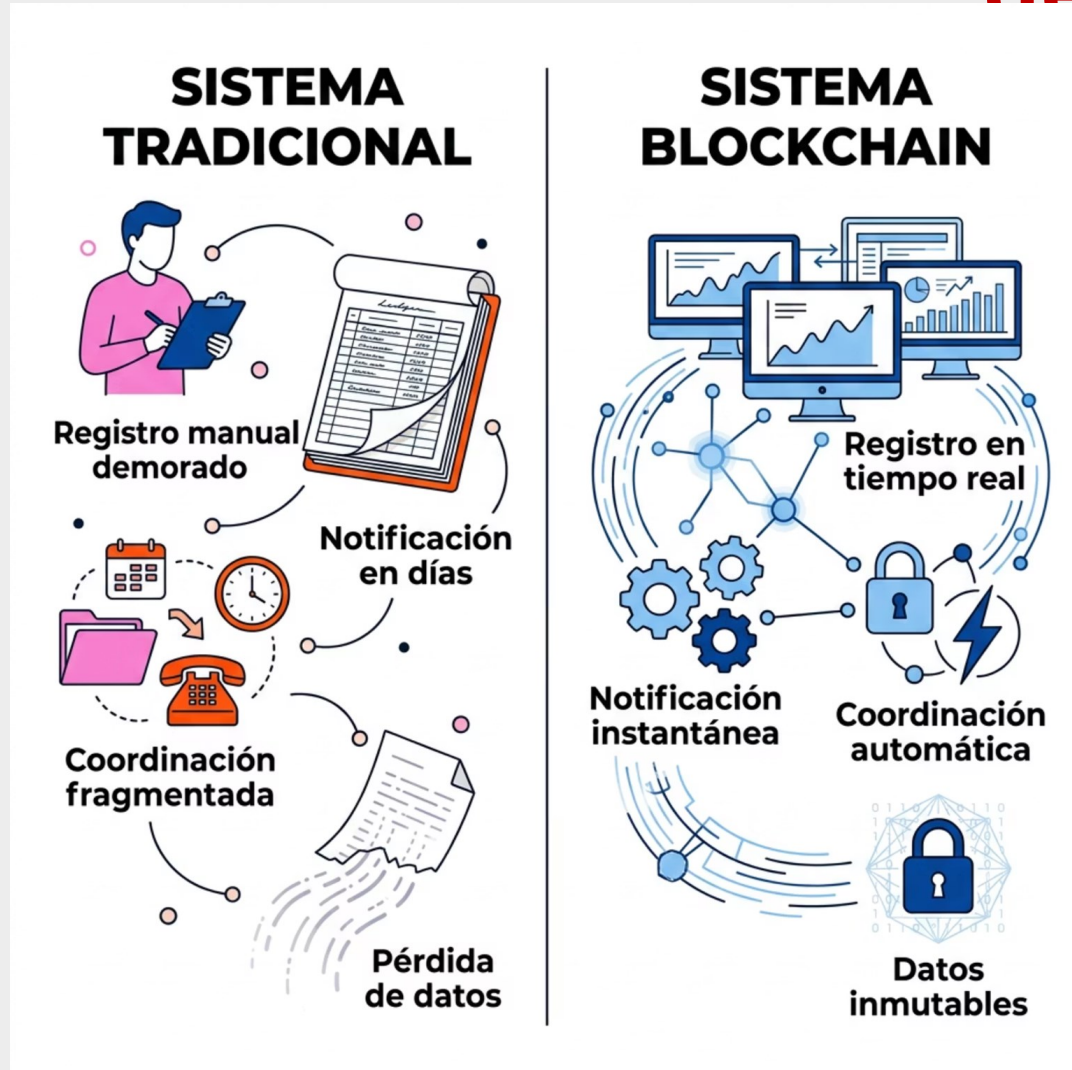 SISTEMA
TRADICIONAL
Registro manual
demorado
Notificación
en días
Coordinación
fragmentada
Pérdida
de datos
SISTEMA
BLOCKCHAIN
Registro en
tiempo real
Notificación
instantánea
Coordinación
automática
Datos
inmutables